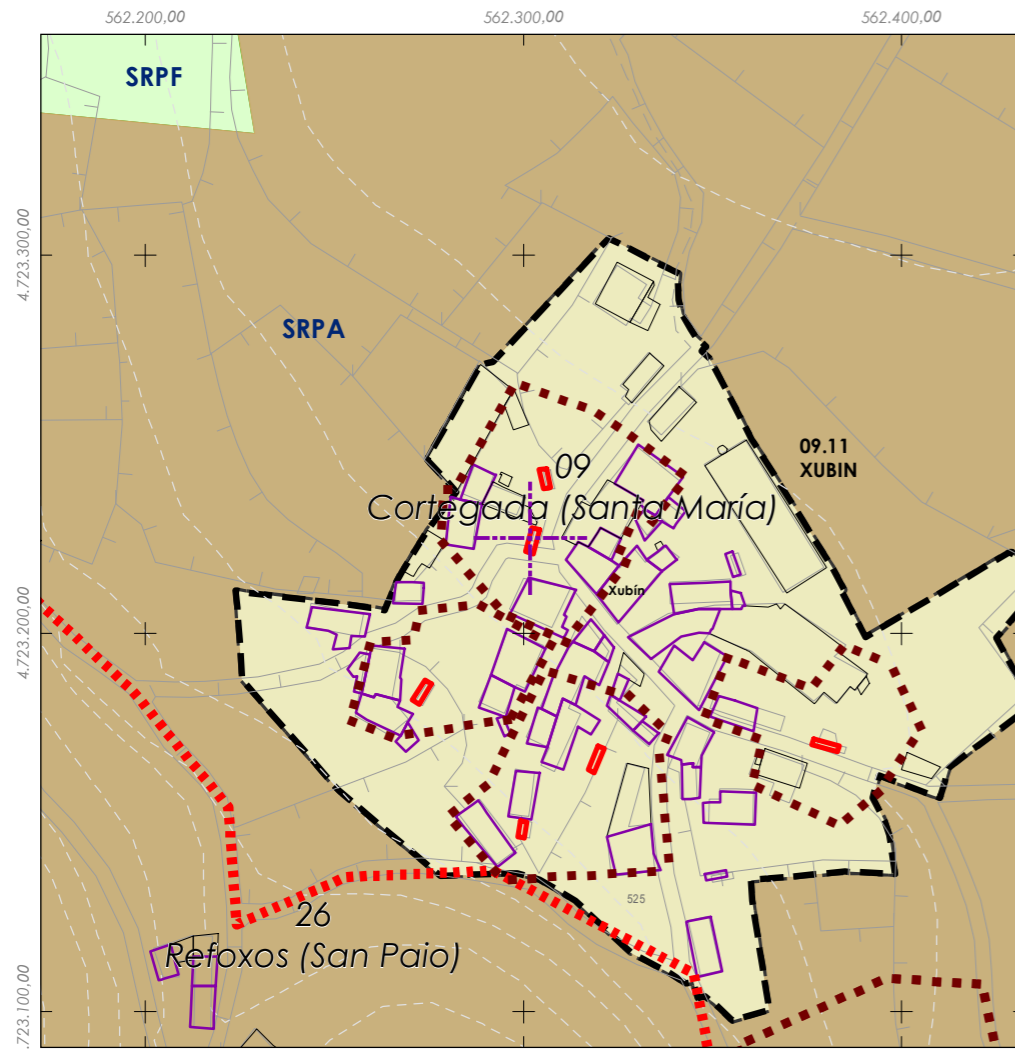 562.200,00
562.300,00
562.400,00
SRPF
4.723.300,00
SRPA
09.11
XUBIN
09
Cortegada (Santa María)
Xubín
4.723.200,00
525
26
Refoxos (San Paio)
.723.100,00